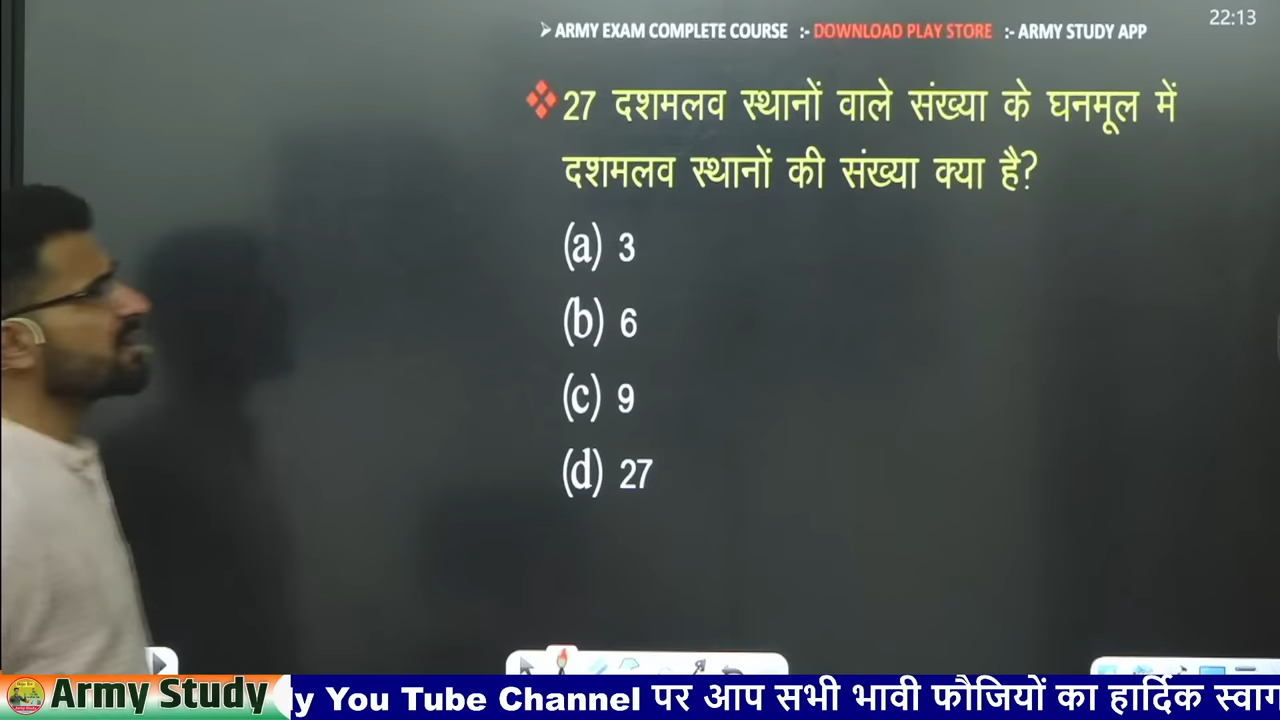 22:13
➢ ARMY EXAM COMPLETE COURSE :- DOWNLOAD PLAY STORE :- ARMY STUDY APP
❖ 27 दशमलव स्थानों वाले संख्या के घनमूल में
दशमलव स्थानों की संख्या क्या है?
(a) 3
(b) 6
(c) 9
(d) 27
Army Study
y You Tube Channel पर आप सभी भावी फौजियों का हार्दिक स्वाग